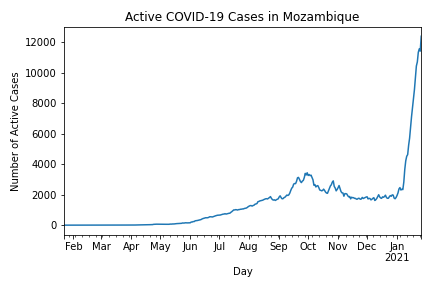 Active COVID-19 Cases in Mozambique
Number of Active Cases
12000
10000
8000
6000
4000
2000
0
Feb Mar Apr May Jun Jul Aug Sep Oct Nov Dec Jan
2021
Day